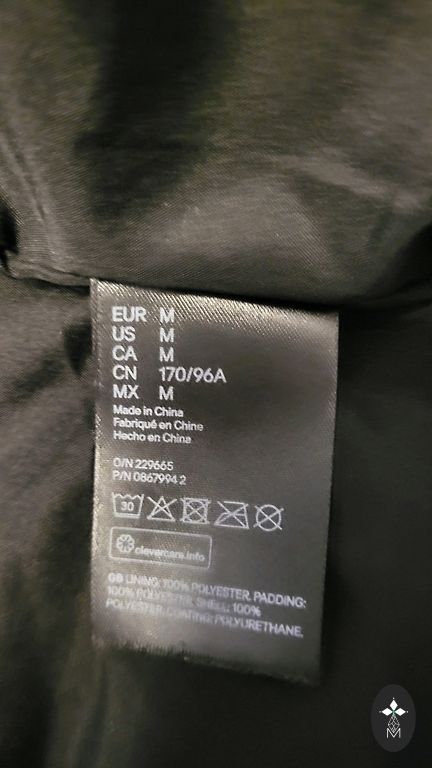 EUR M
US M
CA M
CN 170/96A
MX M
Made in China
Fabriqué en Chine
Hecho en China
O/N 229665
P/N 0867994 2
30
clevercare.info
GB LINING: 100% POLYESTER. PADDING:
100% POLYESTER. SHELL: 100%
POLYESTER. COATING: POLYURETHANE.
M